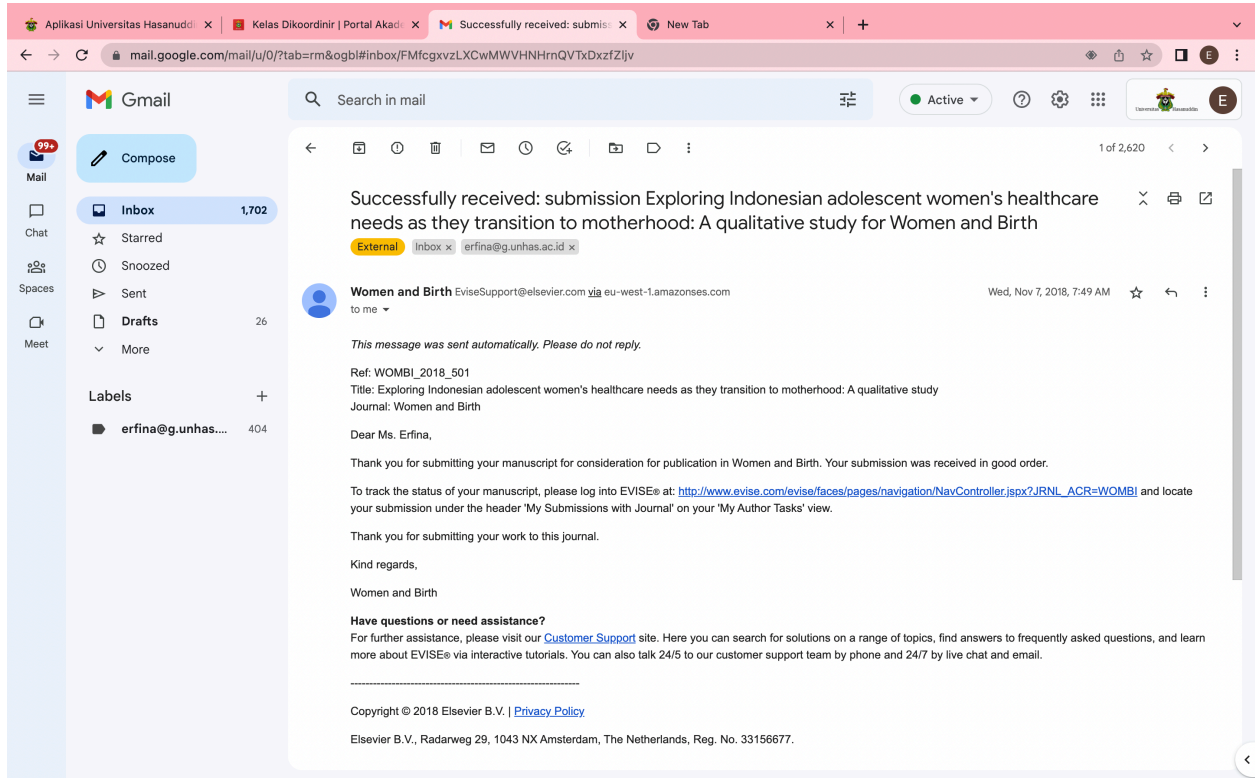 Aplikasi Universitas Hasanuddi
Kelas Dikoordinir | Portal Akade
Successfully received: submiss
New Tab
mail.google.com/mail/u/0/?tab=rm&ogbl#inbox/FMfcgxvzLXCwMWVHNHrnQVTxDxzfZljv
E
Gmail
Search in mail
Active
Universitas Hasanuddin
E
99+
Mail
Chat
Spaces
Meet
Compose
Inbox 1,702
Starred
Snoozed
Sent
Drafts 26
More
Labels
erfina@g.unhas.... 404
1 of 2,620
Successfully received: submission Exploring Indonesian adolescent women's healthcare
needs as they transition to motherhood: A qualitative study for Women and Birth
External Inbox x erfina@g.unhas.ac.id x
Women and Birth EviseSupport@elsevier.com via eu-west-1.amazonses.com Wed, Nov 7, 2018, 7:49 AM
to me
This message was sent automatically. Please do not reply.
Ref: WOMBI_2018_501
Title: Exploring Indonesian adolescent women's healthcare needs as they transition to motherhood: A qualitative study
Journal: Women and Birth
Dear Ms. Erfina,
Thank you for submitting your manuscript for consideration for publication in Women and Birth. Your submission was received in good order.
To track the status of your manuscript, please log into EVISE® at: http://www.evise.com/evise/faces/pages/navigation/NavController.jspx?JRNL_ACR=WOMBI and locate
your submission under the header 'My Submissions with Journal' on your 'My Author Tasks' view.
Thank you for submitting your work to this journal.
Kind regards,
Women and Birth
Have questions or need assistance?
For further assistance, please visit our Customer Support site. Here you can search for solutions on a range of topics, find answers to frequently asked questions, and learn
more about EVISE® via interactive tutorials. You can also talk 24/5 to our customer support team by phone and 24/7 by live chat and email.
------------------------------------------------------------
Copyright © 2018 Elsevier B.V. | Privacy Policy
Elsevier B.V., Radarweg 29, 1043 NX Amsterdam, The Netherlands, Reg. No. 33156677.